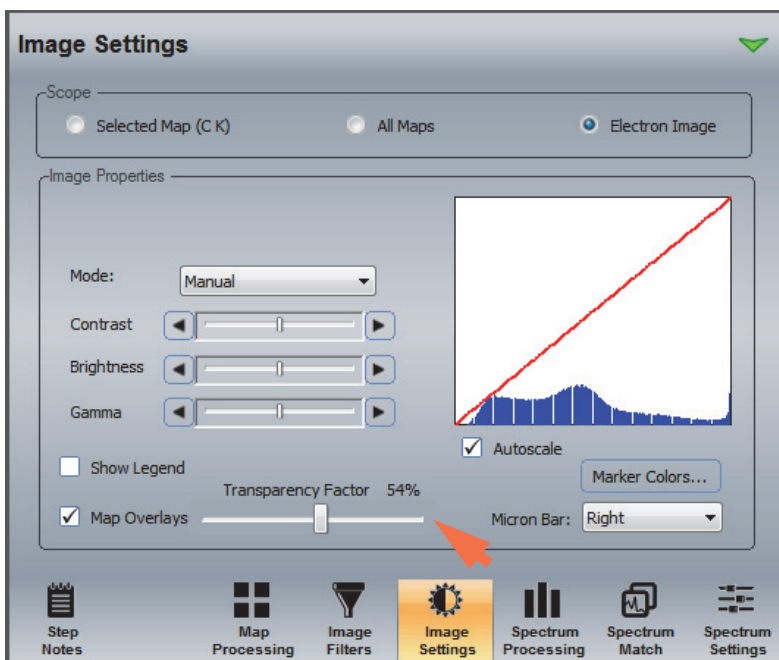 Image Settings
Scope
Selected Map (C K)
All Maps
Electron Image
Image Properties
Mode:
Manual
Contrast
Brightness
Gamma
Autoscale
Show Legend
Marker Colors...
Transparency Factor 54%
Map Overlays
Micron Bar:
Right
Step
Notes
Map
Processing
Image
Filters
Image
Settings
Spectrum
Processing
Spectrum
Match
Spectrum
Settings